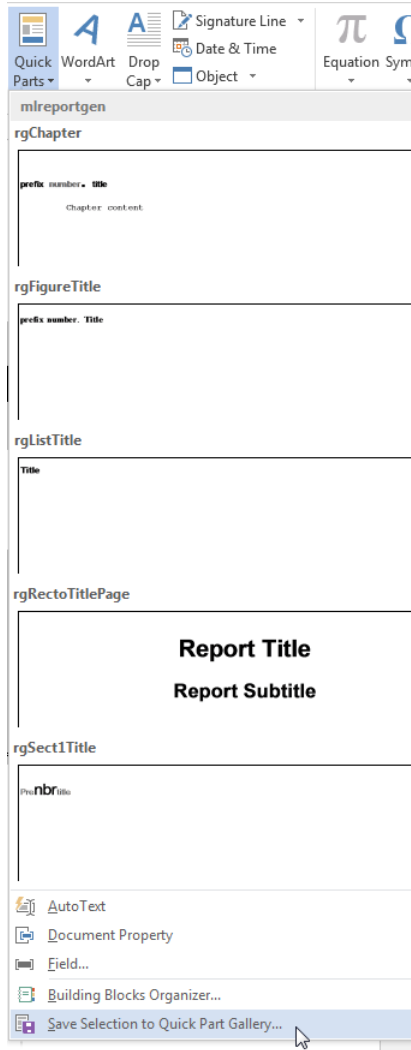 Signature Line
Date & Time
Object
Quick Parts
WordArt
Drop Cap
Equation
Sym
mlreportgen
rgChapter
prefix number. title
Chapter content
rgFigureTitle
prefix number. Title
rgListTitle
Title
rgRectoTitlePage
Report Title
Report Subtitle
rgSect1Title
Pre nbr title
AutoText
Document Property
Field...
Building Blocks Organizer...
Save Selection to Quick Part Gallery...